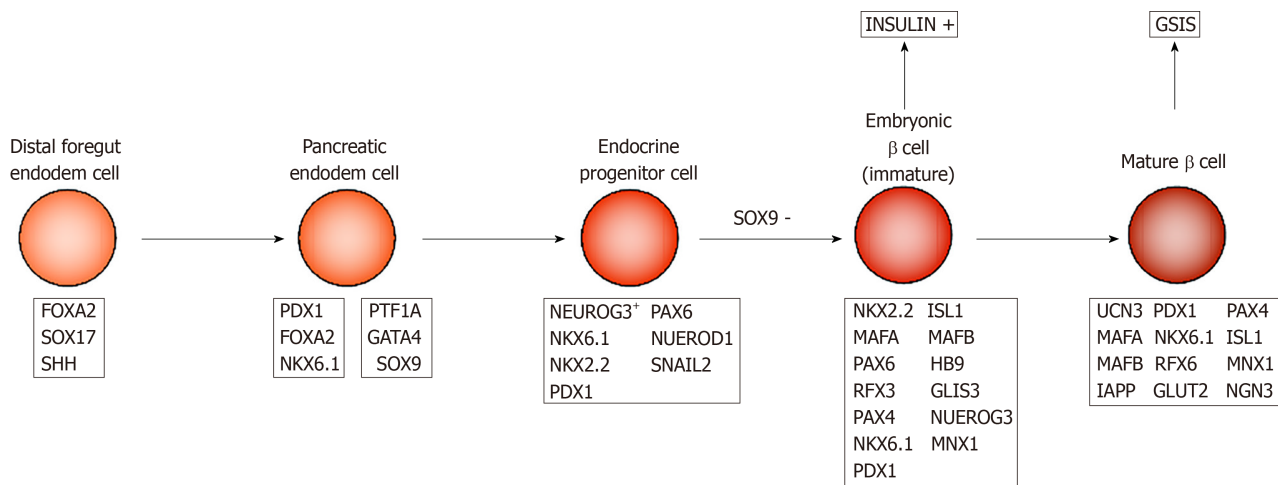 INSULIN +
GSIS
Distal foregut
endodem cell
Pancreatic
endodem cell
Endocrine
progenitor cell
Embryonic
β cell
(immature)
Mature β cell
SOX9 -
FOXA2
SOX17
SHH
PDX1
FOXA2
NKX6.1
PTF1A
GATA4
SOX9
NEUROG3⁺ PAX6
NKX6.1 NUEROD1
NKX2.2 SNAIL2
PDX1
NKX2.2 ISL1
MAFA MAFB
PAX6 HB9
RFX3 GLIS3
PAX4 NUEROG3
NKX6.1 MNX1
PDX1
UCN3 PDX1 PAX4
MAFA NKX6.1 ISL1
MAFB RFX6 MNX1
IAPP GLUT2 NGN3